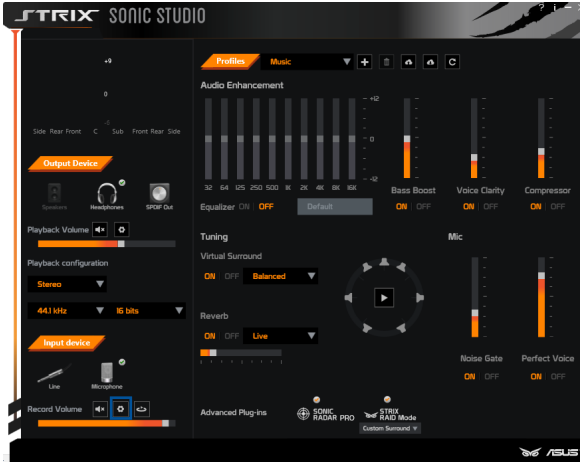 STRIX SONIC STUDIO
? i –
Profiles Music
+9
0
-6
Side Rear Front C Sub Front Rear Side
Audio Enhancement
+12
0
-12
32 64 125 250 500 1K 2K 4K 8K 16K
Equalizer ON OFF Default
Bass Boost Voice Clarity Compressor
ON OFF ON OFF ON OFF
Output Device
Speakers Headphones SPDIF Out
Playback Volume
Playback configuration
Stereo
44.1 kHz 16 bits
Tuning
Virtual Surround
ON OFF Balanced
Reverb
ON OFF Live
Mic
Noise Gate Perfect Voice
ON OFF ON OFF
Input device
Line Microphone
Record Volume
Advanced Plug-ins
SONIC
RADAR PRO
STRIX
RAID Mode
Custom Surround
ASUS